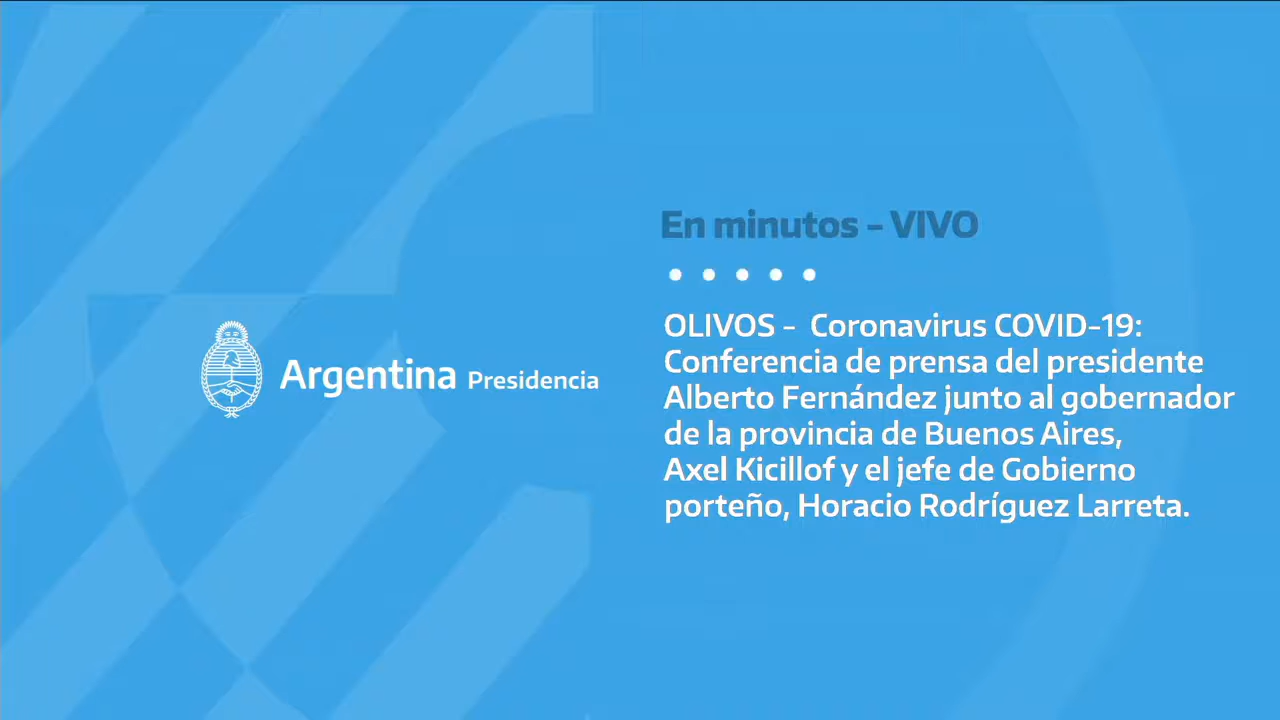 Argentina Presidencia
En minutos - VIVO
OLIVOS - Coronavirus COVID-19:
Conferencia de prensa del presidente
Alberto Fernández junto al gobernador
de la provincia de Buenos Aires,
Axel Kicillof y el jefe de Gobierno
porteño, Horacio Rodríguez Larreta.